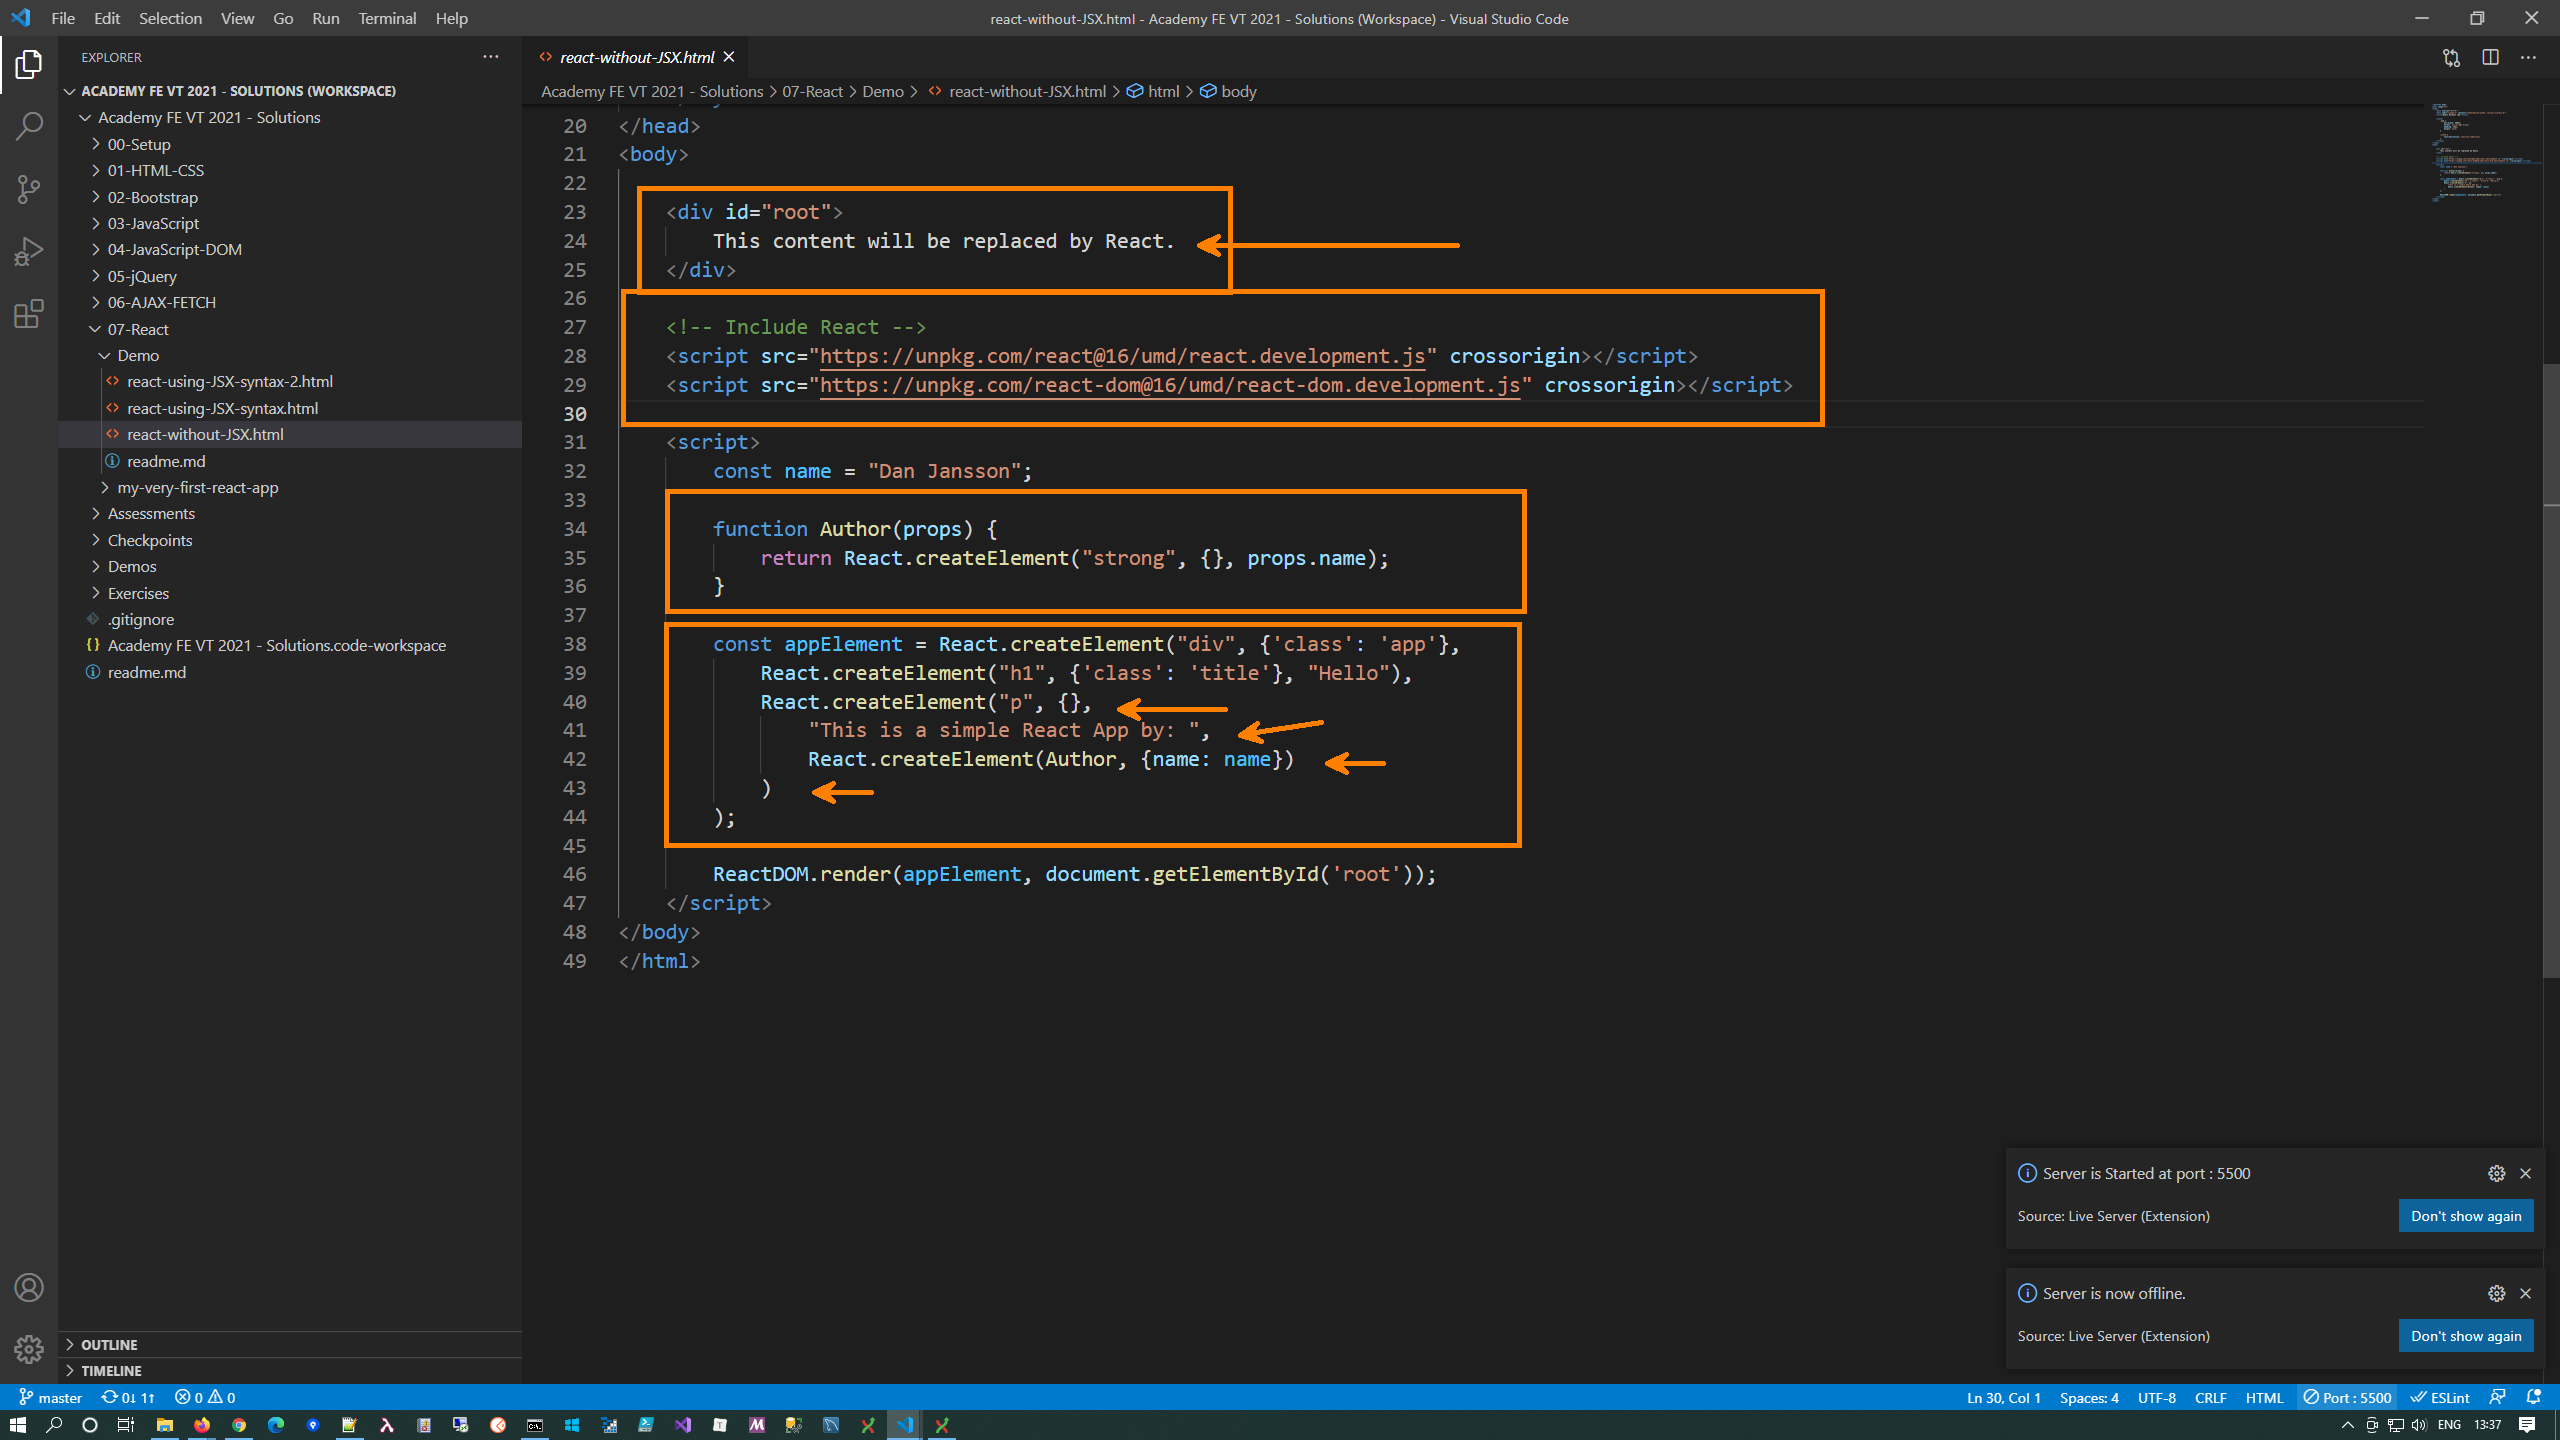 File Edit Selection View Go Run Terminal Help
react-without-JSX.html - Academy FE VT 2021 - Solutions (Workspace) - Visual Studio Code
EXPLORER
ACADEMY FE VT 2021 - SOLUTIONS (WORKSPACE)
Academy FE VT 2021 - Solutions
00-Setup
01-HTML-CSS
02-Bootstrap
03-JavaScript
04-JavaScript-DOM
05-jQuery
06-AJAX-FETCH
07-React
Demo
react-using-JSX-syntax-2.html
react-using-JSX-syntax.html
react-without-JSX.html
readme.md
my-very-first-react-app
Assessments
Checkpoints
Demos
Exercises
.gitignore
Academy FE VT 2021 - Solutions.code-workspace
readme.md
OUTLINE
TIMELINE
react-without-JSX.html
Academy FE VT 2021 - Solutions > 07-React > Demo > react-without-JSX.html > html > body
20 </head>
21 <body>
22
23 <div id="root">
24 This content will be replaced by React.
25 </div>
26
27 <!-- Include React -->
28 <script src="https://unpkg.com/react@16/umd/react.development.js" crossorigin></script>
29 <script src="https://unpkg.com/react-dom@16/umd/react-dom.development.js" crossorigin></script>
30
31 <script>
32 const name = "Dan Jansson";
33
34 function Author(props) {
35 return React.createElement("strong", {}, props.name);
36 }
37
38 const appElement = React.createElement("div", {'class': 'app'},
39 React.createElement("h1", {'class': 'title'}, "Hello"),
40 React.createElement("p", {},
41 "This is a simple React App by: ",
42 React.createElement(Author, {name: name})
43 )
44 );
45
46 ReactDOM.render(appElement, document.getElementById('root'));
47 </script>
48 </body>
49 </html>
Server is Started at port : 5500
Source: Live Server (Extension)
Don't show again
Server is now offline.
Source: Live Server (Extension)
Don't show again
master 0↓ 1↑ 0 0
Ln 30, Col 1 Spaces: 4 UTF-8 CRLF HTML Port : 5500 ESLint
ENG 13:37